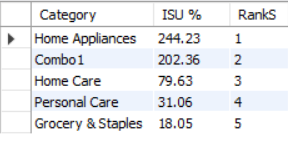 Category ISU % RankS
Home Appliances 244.23 1
Combo1 202.36 2
Home Care 79.63 3
Personal Care 31.06 4
Grocery & Staples 18.05 5